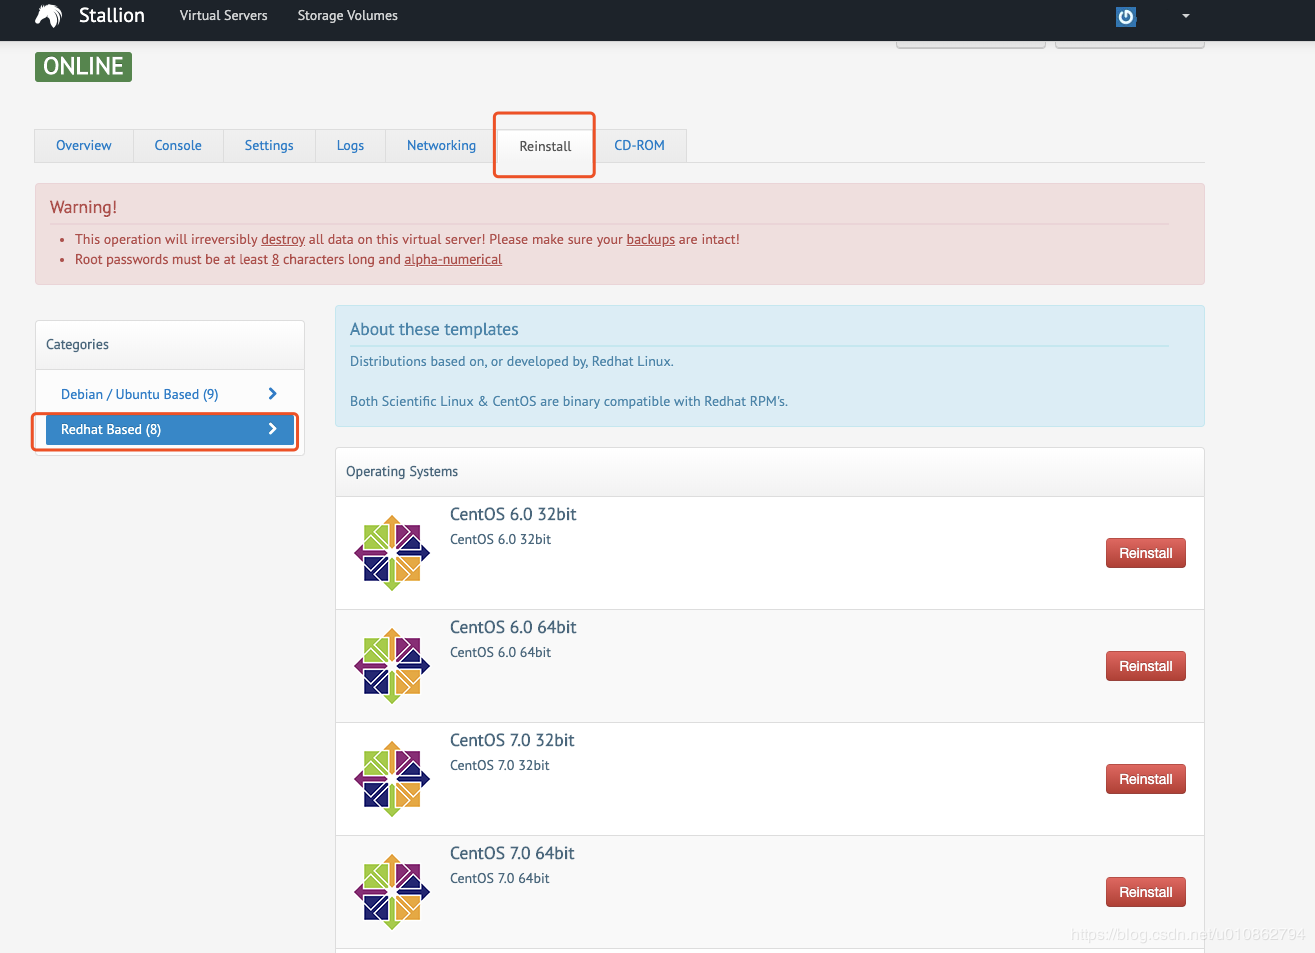 Stallion Virtual Servers Storage Volumes
ONLINE
Overview Console Settings Logs Networking Reinstall CD-ROM
Warning!
This operation will irreversibly destroy all data on this virtual server! Please make sure your backups are intact!
Root passwords must be at least 8 characters long and alpha-numerical
Categories
Debian / Ubuntu Based (9)
Redhat Based (8)
About these templates
Distributions based on, or developed by, Redhat Linux.
Both Scientific Linux & CentOS are binary compatible with Redhat RPM's.
Operating Systems
CentOS 6.0 32bit
CentOS 6.0 32bit
Reinstall
CentOS 6.0 64bit
CentOS 6.0 64bit
Reinstall
CentOS 7.0 32bit
CentOS 7.0 32bit
Reinstall
CentOS 7.0 64bit
CentOS 7.0 64bit
Reinstall
https://blog.csdn.net/u010862794